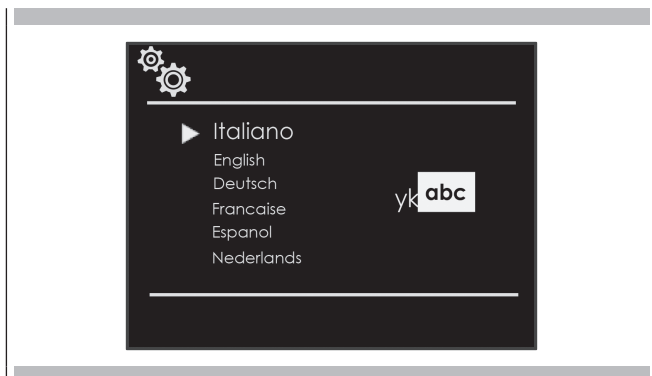 Italiano
English
Deutsch
yk abc
Francaise
Espanol
Nederlands